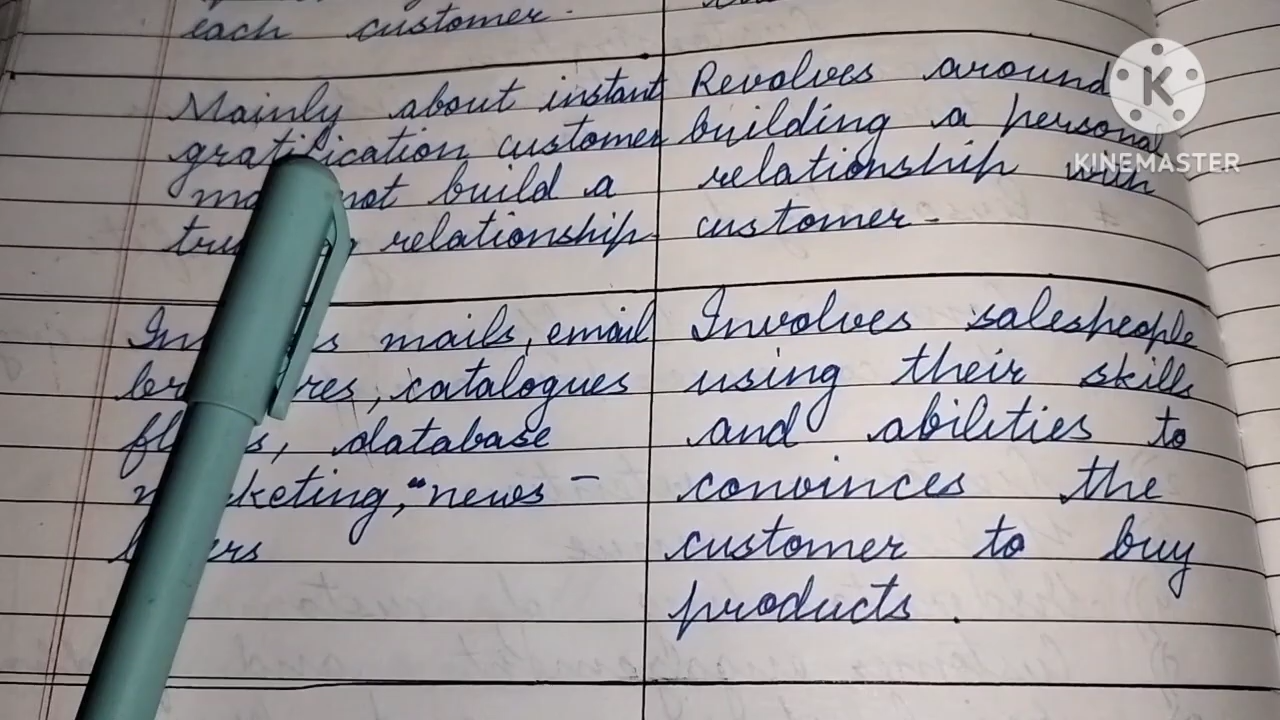 each customer.
Mainly about instant
gratification customer
not build a
relationship
mails, email
, catalogues
database
"news -
Revolves around
building a personal
relationship with
customer -
Involves salespeople
using their skills
and abilities to
convinces the
customer to buy
products .
K
KINEMASTER